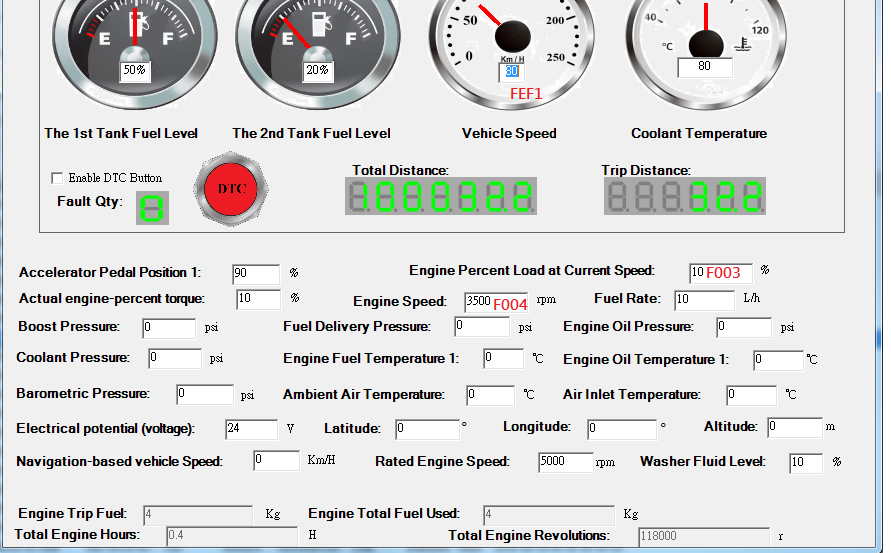 E F
50%
E F
20%
50 200
0 250
Km / H
80
FEF1
40 120
°C
80
The 1st Tank Fuel Level The 2nd Tank Fuel Level Vehicle Speed Coolant Temperature
Enable DTC Button
Fault Qty: 0
DTC
Total Distance:
100032.2
Trip Distance:
32.2
Accelerator Pedal Position 1: 90 % Engine Percent Load at Current Speed: 10 F003 %
Actual engine-percent torque: 10 % Engine Speed: 3500 F004 rpm Fuel Rate: 10 L/h
Boost Pressure: 0 psi Fuel Delivery Pressure: 0 psi Engine Oil Pressure: 0 psi
Coolant Pressure: 0 psi Engine Fuel Temperature 1: 0 °C Engine Oil Temperature 1: 0 °C
Barometric Pressure: 0 psi Ambient Air Temperature: 0 °C Air Inlet Temperature: 0 °C
Electrical potential (voltage): 24 V Latitude: 0 ° Longitude: 0 ° Altitude: 0 m
Navigation-based vehicle Speed: 0 Km/H Rated Engine Speed: 5000 rpm Washer Fluid Level: 10 %
Engine Trip Fuel: 4 Kg Engine Total Fuel Used: 4 Kg
Total Engine Hours: 0.4 H Total Engine Revolutions: 118000 r